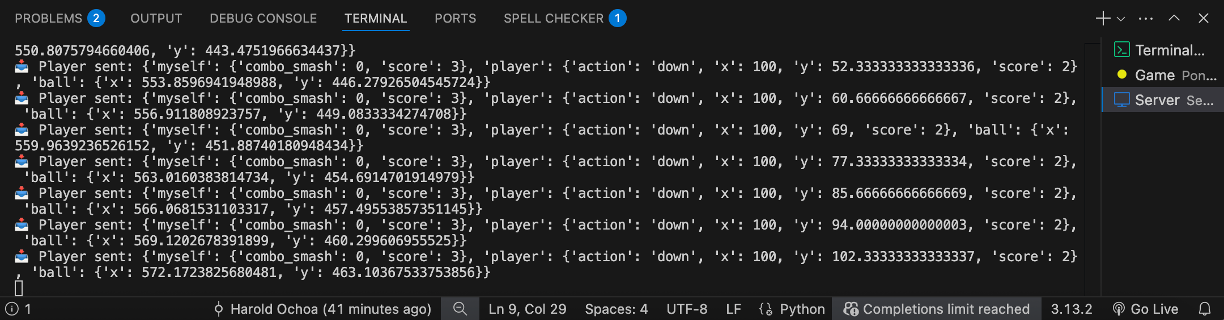 PROBLEMS 2 OUTPUT DEBUG CONSOLE TERMINAL PORTS SPELL CHECKER 1
550.8075794660406, 'y': 443.4751966634437}}
Player sent: {'myself': {'combo_smash': 0, 'score': 3}, 'player': {'action': 'down', 'x': 100, 'y': 52.333333333333336, 'score': 2}
, 'ball': {'x': 553.8596941948988, 'y': 446.27926504545724}}
Player sent: {'myself': {'combo_smash': 0, 'score': 3}, 'player': {'action': 'down', 'x': 100, 'y': 60.66666666666667, 'score': 2},
'ball': {'x': 556.911808923757, 'y': 449.0833334274708}}
Player sent: {'myself': {'combo_smash': 0, 'score': 3}, 'player': {'action': 'down', 'x': 100, 'y': 69, 'score': 2}, 'ball': {'x':
559.9639236526152, 'y': 451.88740180948434}}
Player sent: {'myself': {'combo_smash': 0, 'score': 3}, 'player': {'action': 'down', 'x': 100, 'y': 77.33333333333334, 'score': 2},
'ball': {'x': 563.0160383814734, 'y': 454.6914701914979}}
Player sent: {'myself': {'combo_smash': 0, 'score': 3}, 'player': {'action': 'down', 'x': 100, 'y': 85.66666666666669, 'score': 2},
'ball': {'x': 566.0681531103317, 'y': 457.49553857351145}}
Player sent: {'myself': {'combo_smash': 0, 'score': 3}, 'player': {'action': 'down', 'x': 100, 'y': 94.00000000000003, 'score': 2},
'ball': {'x': 569.1202678391899, 'y': 460.299606955525}}
Player sent: {'myself': {'combo_smash': 0, 'score': 3}, 'player': {'action': 'down', 'x': 100, 'y': 102.33333333333337, 'score': 2}
, 'ball': {'x': 572.1723825680481, 'y': 463.10367533753856}}
Terminal...
Game Pon...
Server Se...
1 Harold Ochoa (41 minutes ago) Ln 9, Col 29 Spaces: 4 UTF-8 LF Python Completions limit reached 3.13.2 Go Live